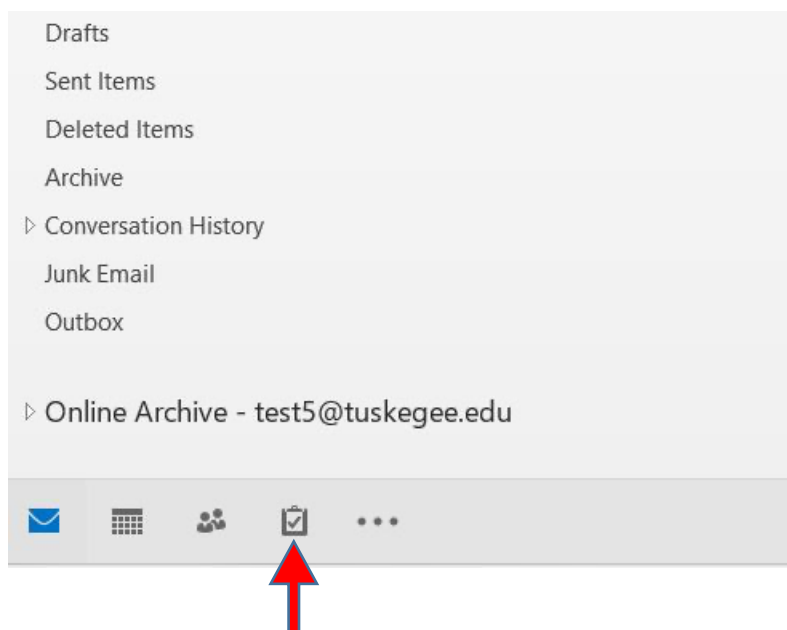 Drafts
Sent Items
Deleted Items
Archive
Conversation History
Junk Email
Outbox
Online Archive - test5@tuskegee.edu